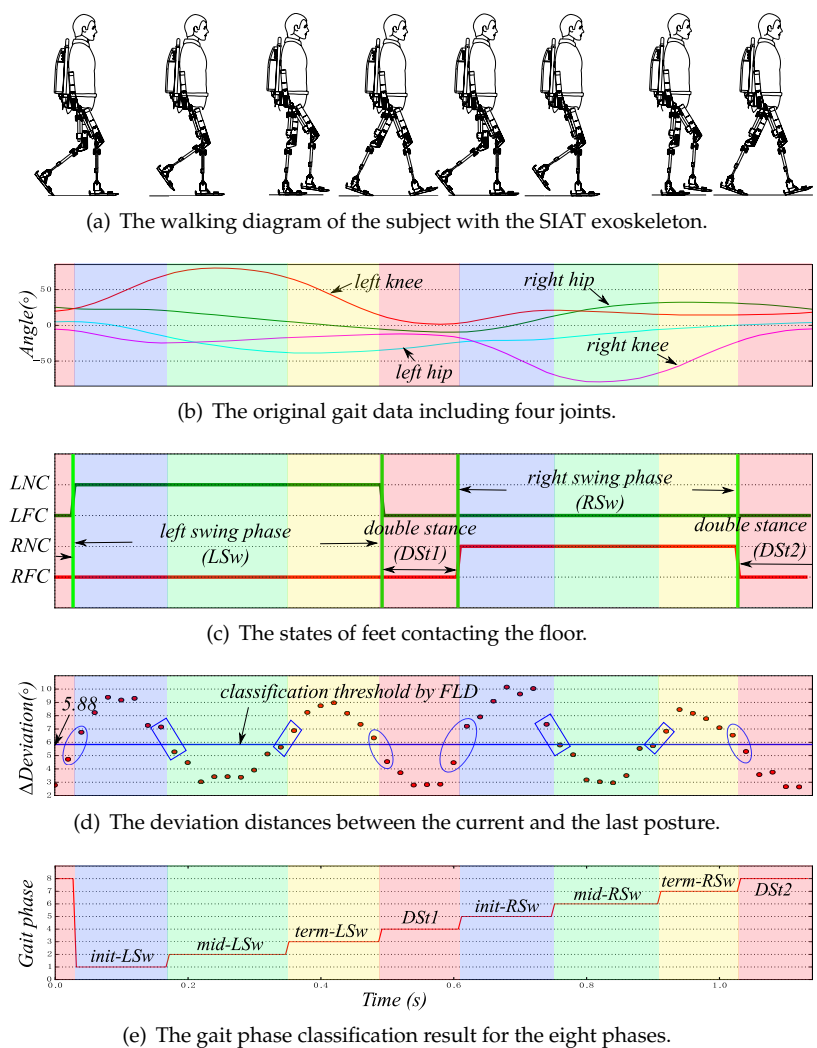 (a) The walking diagram of the subject with the SIAT exoskeleton.
Angle(°)
50
0
−50
left knee
right hip
left hip
right knee
(b) The original gait data including four joints.
LNC
LFC
RNC
RFC
left swing phase
(LSw)
double stance
(DSt1)
right swing phase
(RSw)
double stance
(DSt2)
(c) The states of feet contacting the floor.
ΔDeviation(°)
10
9
8
7
6
5
4
3
2
5.88
classification threshold by FLD
(d) The deviation distances between the current and the last posture.
Gait phase
8
7
6
5
4
3
2
1
0
init-LSw
mid-LSw
term-LSw
DSt1
init-RSw
mid-RSw
term-RSw
DSt2
0.0
0.2
0.4
0.6
0.8
1.0
Time (s)
(e) The gait phase classification result for the eight phases.